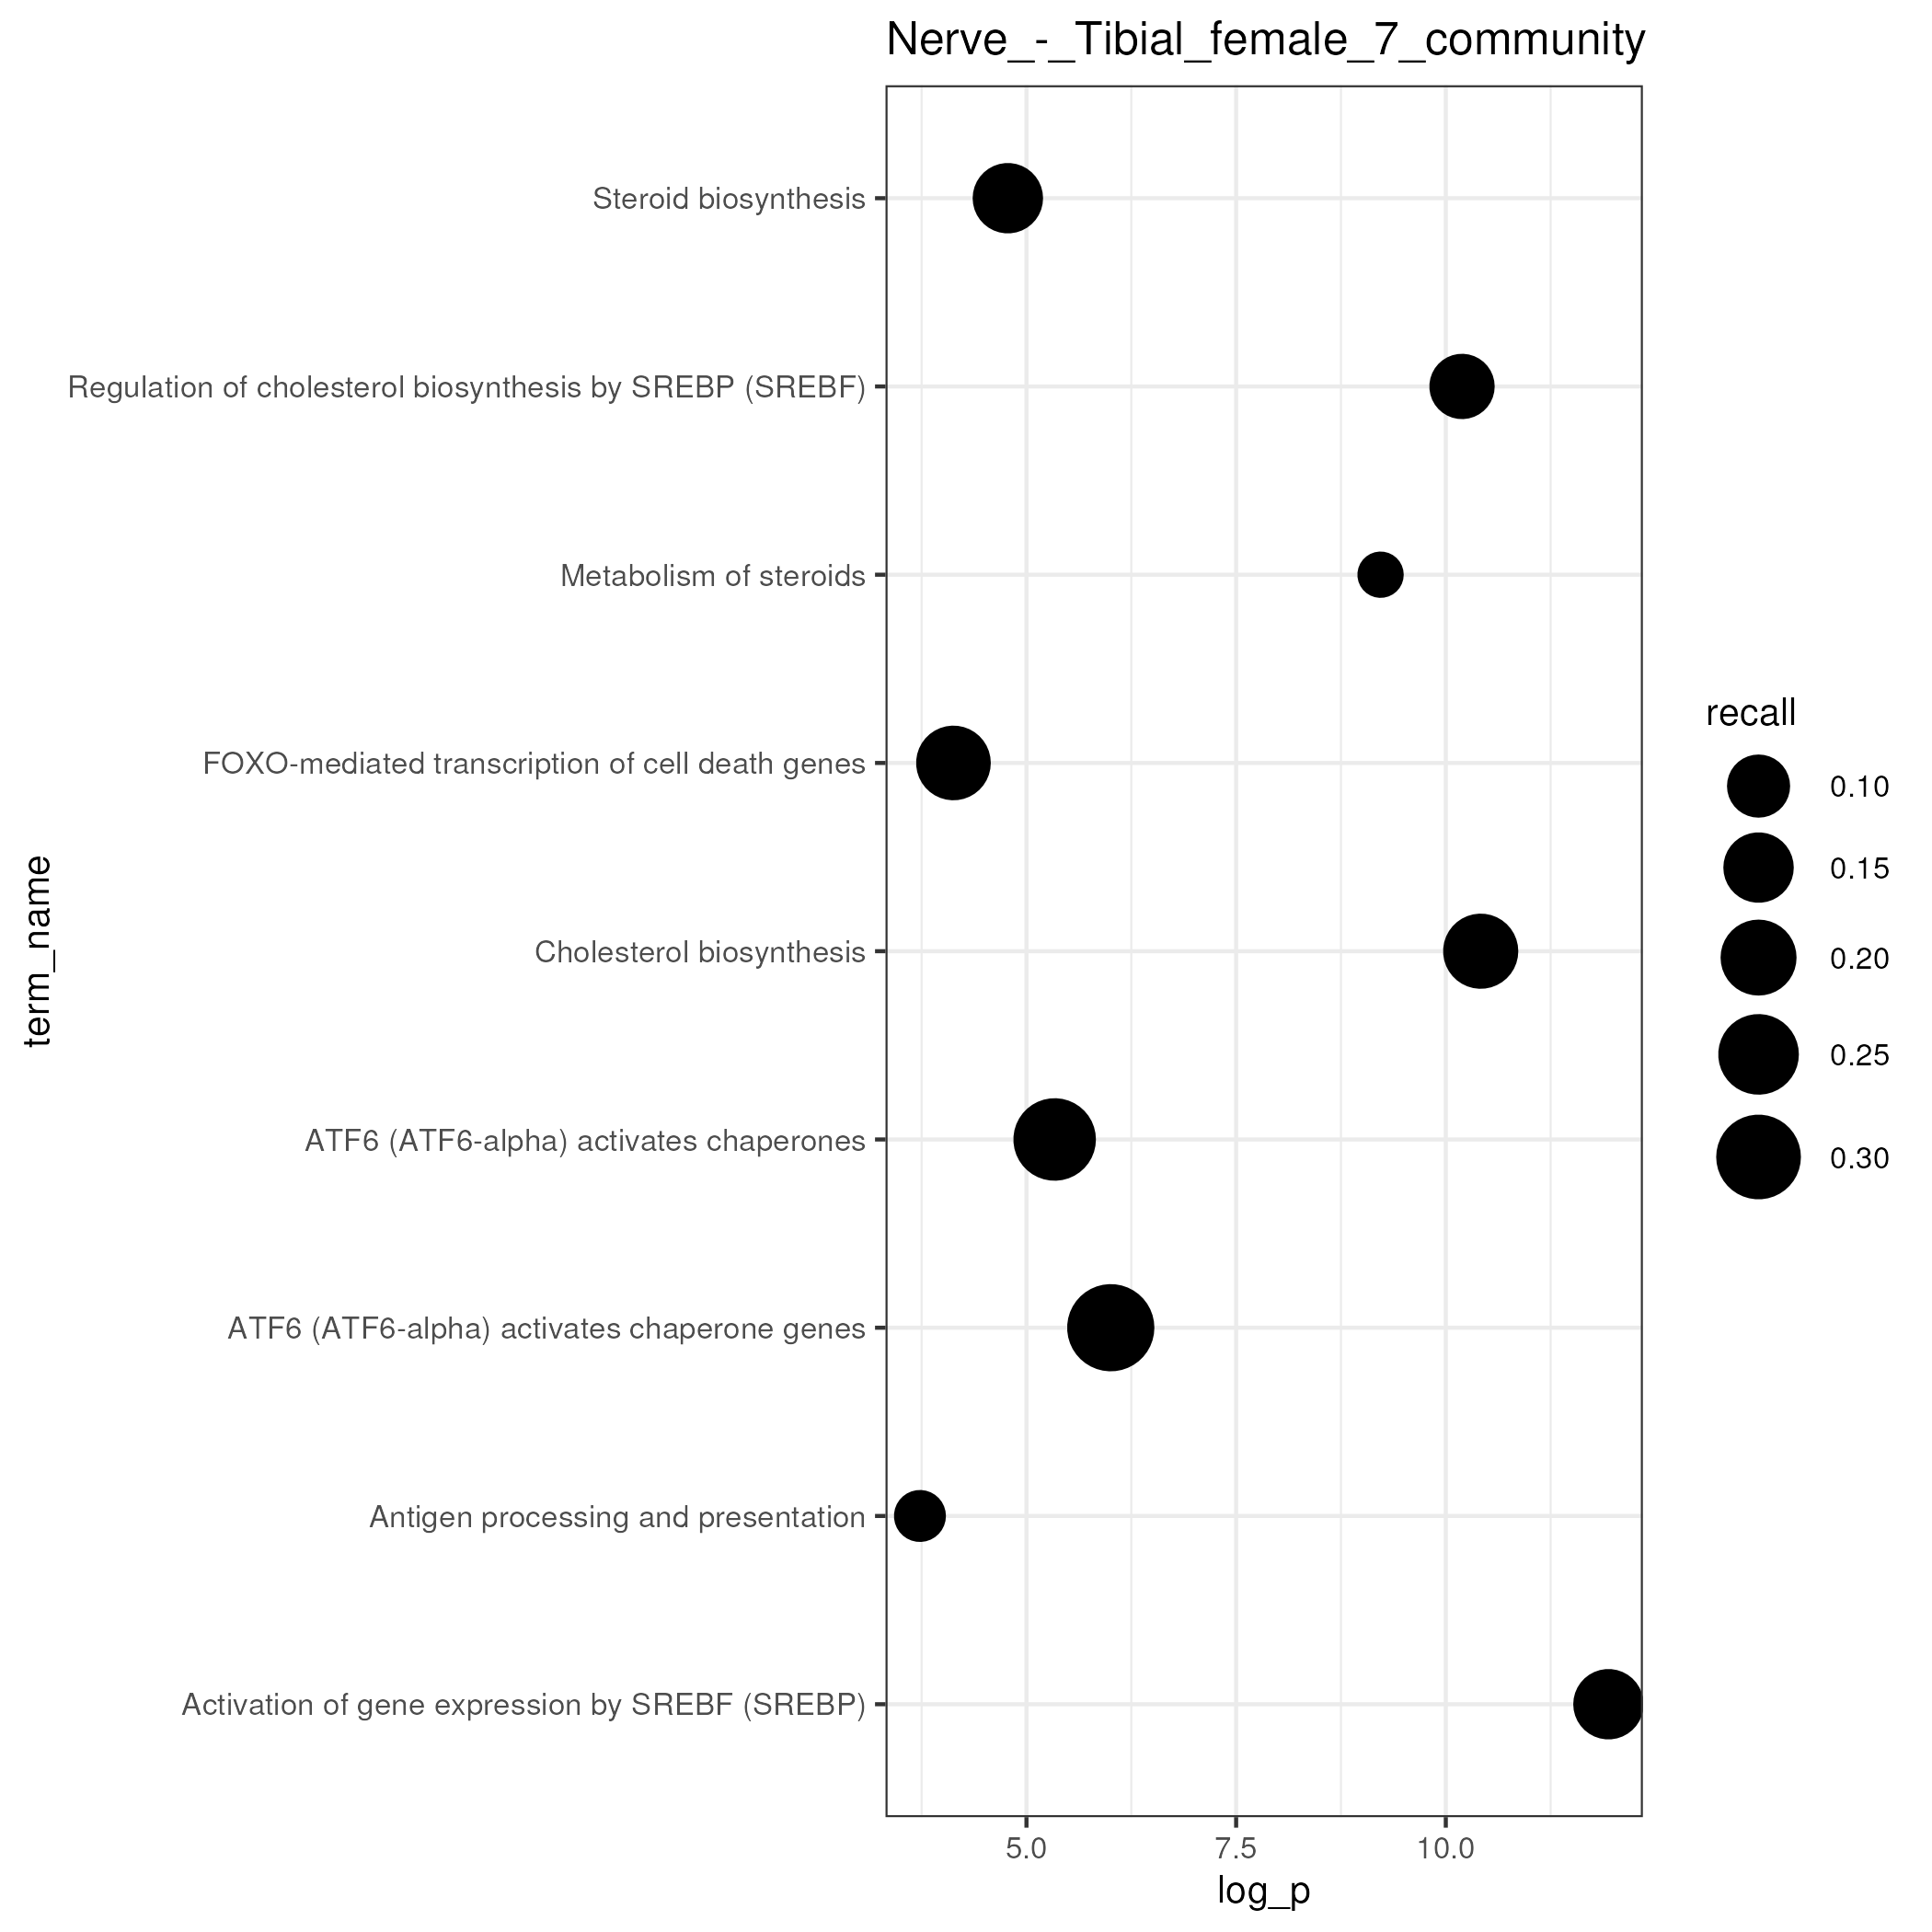 Nerve_-_Tibial_female_7_community
Steroid biosynthesis
Regulation of cholesterol biosynthesis by SREBP (SREBF)
Metabolism of steroids
FOXO-mediated transcription of cell death genes
Cholesterol biosynthesis
ATF6 (ATF6-alpha) activates chaperones
ATF6 (ATF6-alpha) activates chaperone genes
Antigen processing and presentation
Activation of gene expression by SREBF (SREBP)
term_name
5.0 7.5 10.0
log_p
recall
0.10
0.15
0.20
0.25
0.30